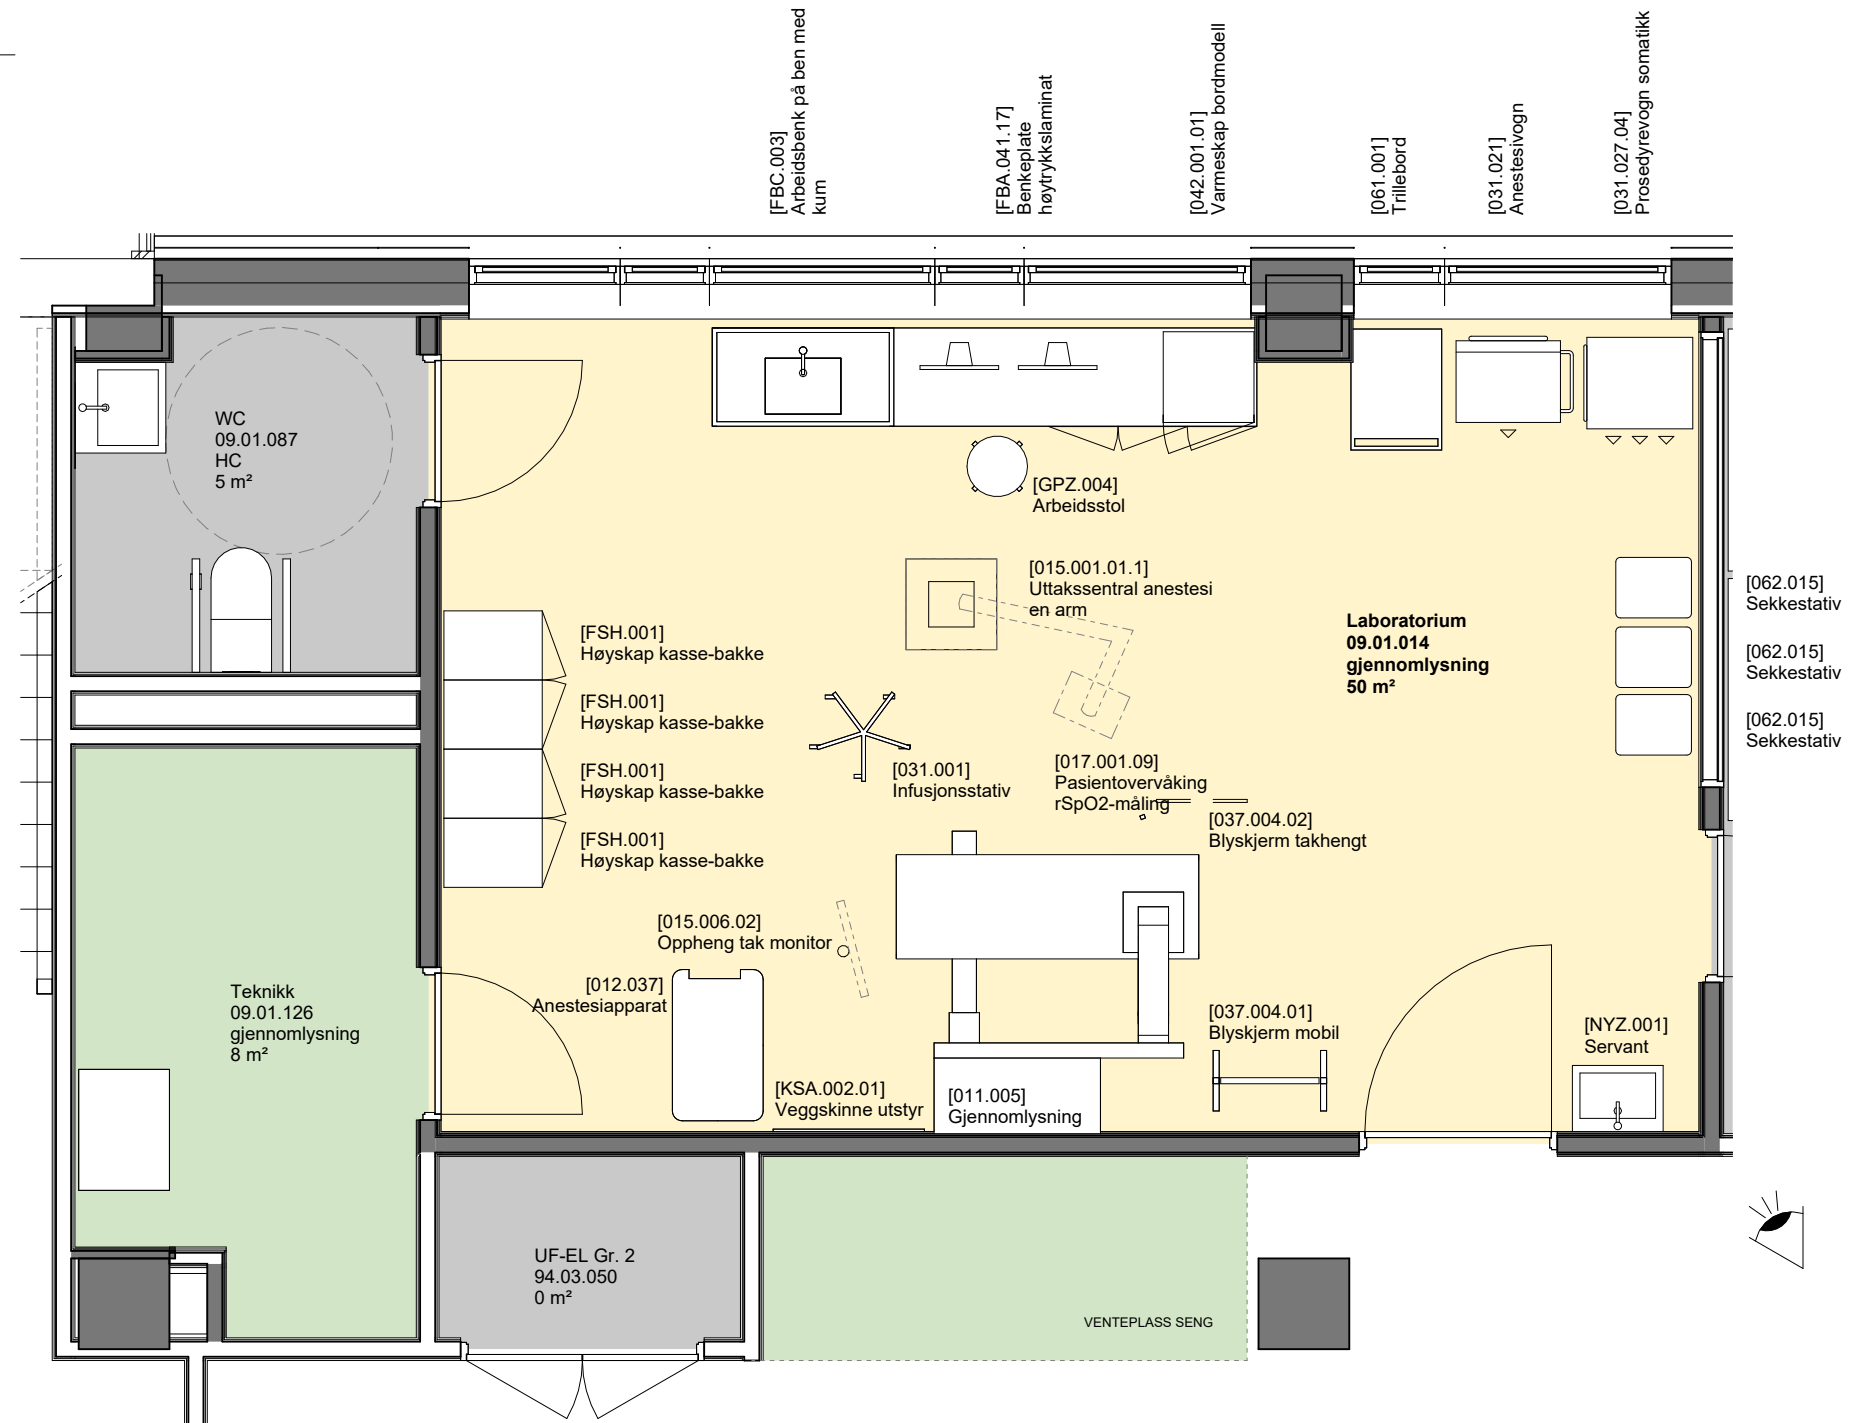 [FBC.003]
Arbeidsbenk på ben med
kum
[FBA.041.17]
Benkeplate
høytrykkslaminat
[042.001.01]
Varmeskap bordmodell
[061.001]
Trillebord
[031.021]
Anestesivogn
[031.027.04]
Prosedyrevogn somatikk
WC
09.01.087
HC
5 m²
[GPZ.004]
Arbeidsstol
[015.001.01.1]
Uttakssentral anestesi
en arm
Laboratorium
09.01.014
gjennomlysning
50 m²
[062.015]
Sekkestativ
[062.015]
Sekkestativ
[062.015]
Sekkestativ
[FSH.001]
Høyskap kasse-bakke
[FSH.001]
Høyskap kasse-bakke
[FSH.001]
Høyskap kasse-bakke
[FSH.001]
Høyskap kasse-bakke
[031.001]
Infusjonsstativ
[017.001.09]
Pasientovervåking
rSpO2-måling
[037.004.02]
Blyskjerm takhengt
[015.006.02]
Oppheng tak monitor
[012.037]
Anestesiapparat
Teknikk
09.01.126
gjennomlysning
8 m²
[037.004.01]
Blyskjerm mobil
[NYZ.001]
Servant
[KSA.002.01]
Veggskinne utstyr
[011.005]
Gjennomlysning
UF-EL Gr. 2
94.03.050
0 m²
VENTEPLASS SENG